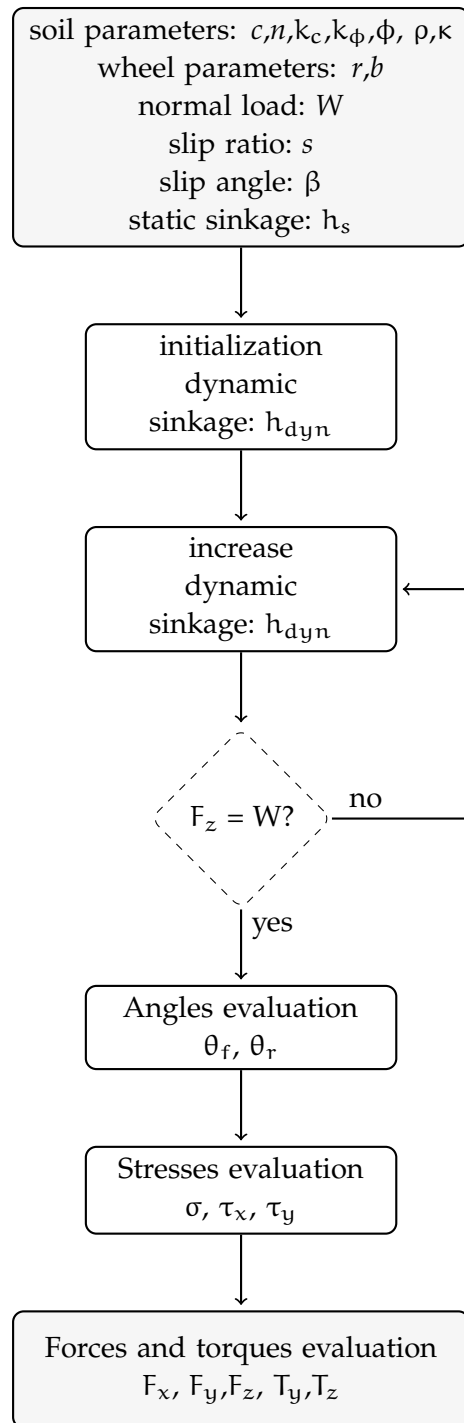 soil parameters: c,n,k_c,k_ϕ,ϕ, ρ,κ
wheel parameters: r,b
normal load: W
slip ratio: s
slip angle: β
static sinkage: h_s
initialization
dynamic
sinkage: h_dyn
increase
dynamic
sinkage: h_dyn
F_z = W?
no
yes
Angles evaluation
θ_f, θ_r
Stresses evaluation
σ, τ_x, τ_y
Forces and torques evaluation
F_x, F_y,F_z, T_y,T_z